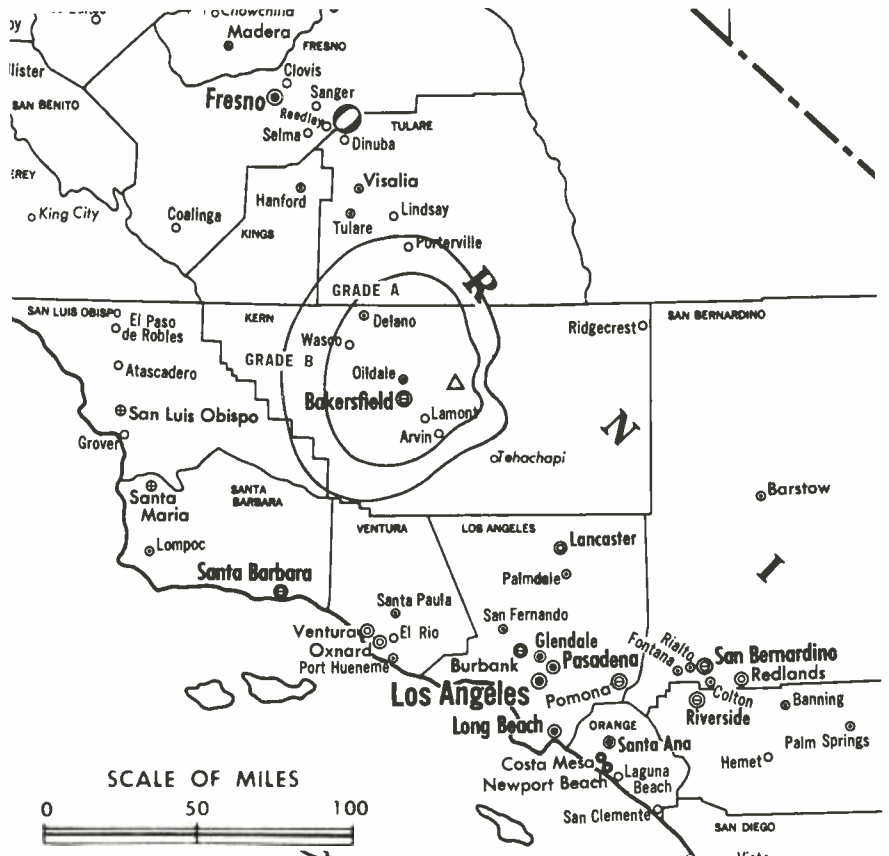 Chowchilla
Madera
FRESNO
Clovis
Sanger
Fresno
Reedley
Selma
Dinuba
TULARE
SAN BENITO
King City
Coalinga
Hanford
KINGS
Visalia
Lindsay
Tulare
Porterville
GRADE A
R
SAN LUIS OBISPO
El Paso
de Robles
KERN
Delano
Wasco
GRADE B
Ridgecrest
SAN BERNARDINO
Atascadero
Oildale
Bakersfield
San Luis Obispo
Lamont
Arvin
Grover
Tehachapi
N
Santa
Maria
SANTA
BARBARA
Barstow
VENTURA
LOS ANGELES
Lancaster
Lompoc
Palmdale
I
Santa Barbara
Santa Paula
San Fernando
Ventura
El Rio
Oxnard
Port Hueneme
Glendale
Burbank
Pasadena
Fontana
Rialto
San Bernardino
Redlands
Los Angeles
Pomona
Colton
Banning
Riverside
Long Beach
ORANGE
Santa Ana
Palm Springs
Costa Mesa
Hemet
Newport Beach
Laguna
Beach
San Clemente
SAN DIEGO
SCALE OF MILES
0 50 100